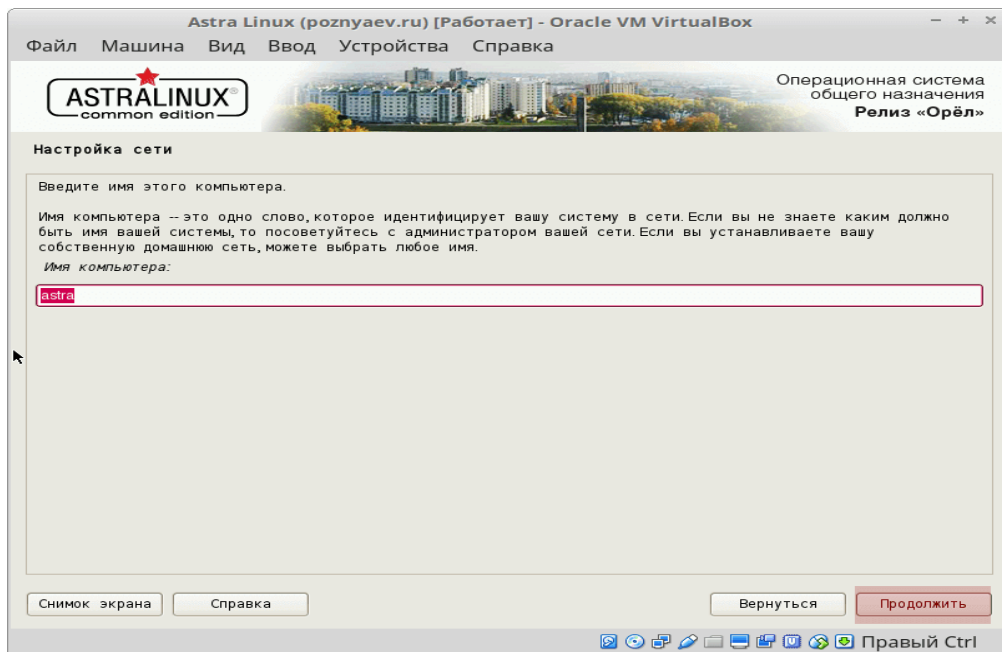 Astra Linux (poznyaev.ru) [Работает] - Oracle VM VirtualBox
Файл Машина Вид Ввод Устройства Справка
ASTRALINUX®
common edition
Операционная система
общего назначения
Релиз «Орёл»
Настройка сети
Введите имя этого компьютера.
Имя компьютера -- это одно слово, которое идентифицирует вашу систему в сети. Если вы не знаете каким должно
быть имя вашей системы, то посоветуйтесь с администратором вашей сети. Если вы устанавливаете вашу
собственную домашнюю сеть, можете выбрать любое имя.
Имя компьютера:
astra
Снимок экрана Справка Вернуться Продолжить
Правый Ctrl